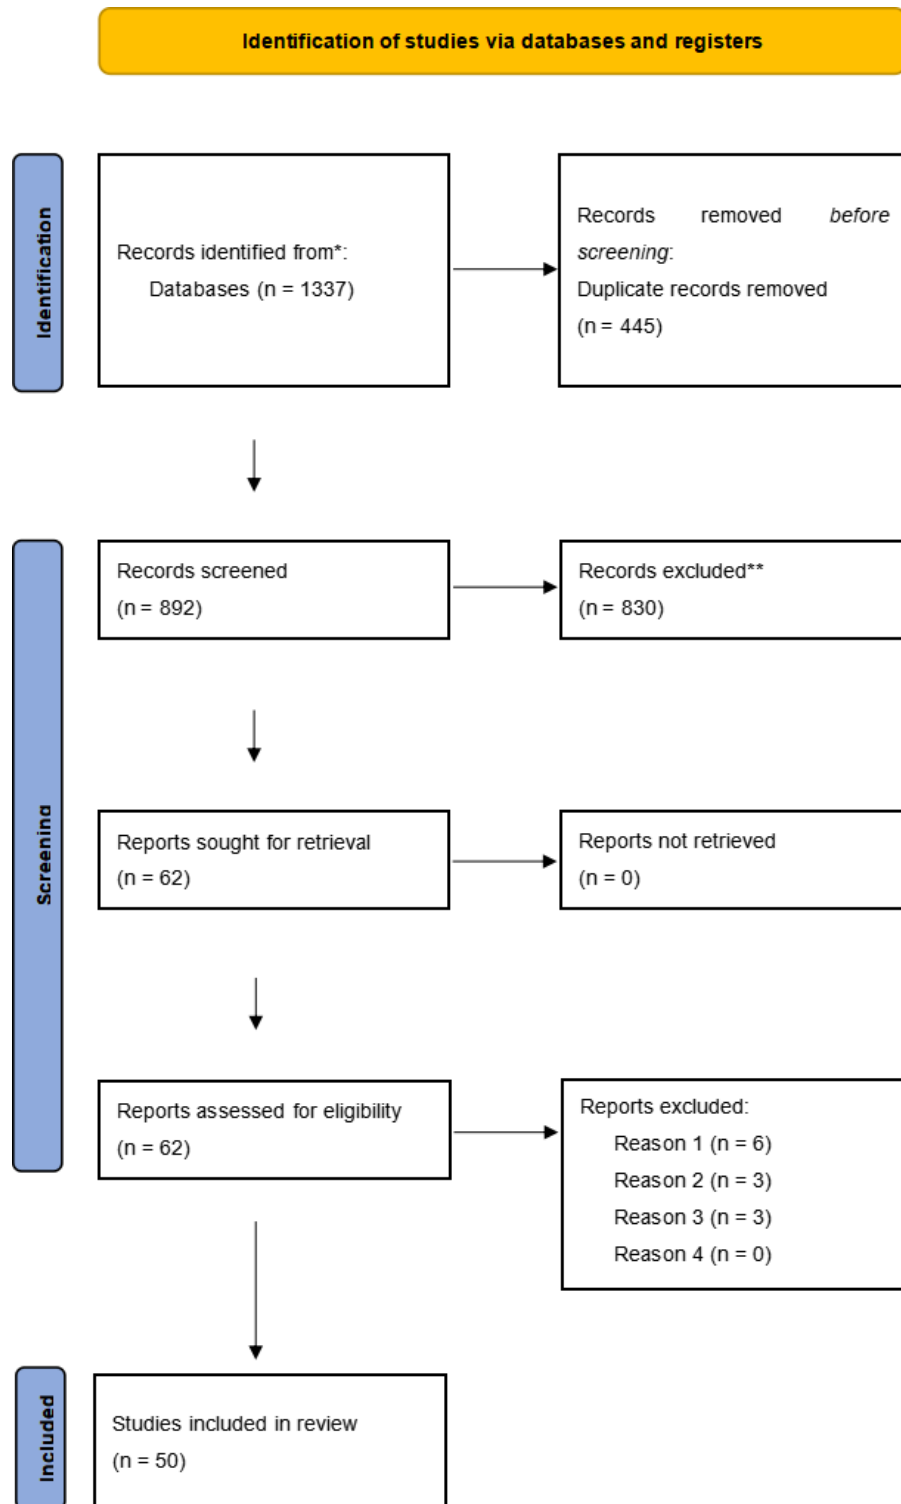 Identification of studies via databases and registers
Identification
Records identified from*:
Databases (n = 1337)
Records removed before
screening:
Duplicate records removed
(n = 445)
Screening
Records screened
(n = 892)
Records excluded**
(n = 830)
Reports sought for retrieval
(n = 62)
Reports not retrieved
(n = 0)
Reports assessed for eligibility
(n = 62)
Reports excluded:
Reason 1 (n = 6)
Reason 2 (n = 3)
Reason 3 (n = 3)
Reason 4 (n = 0)
Included
Studies included in review
(n = 50)